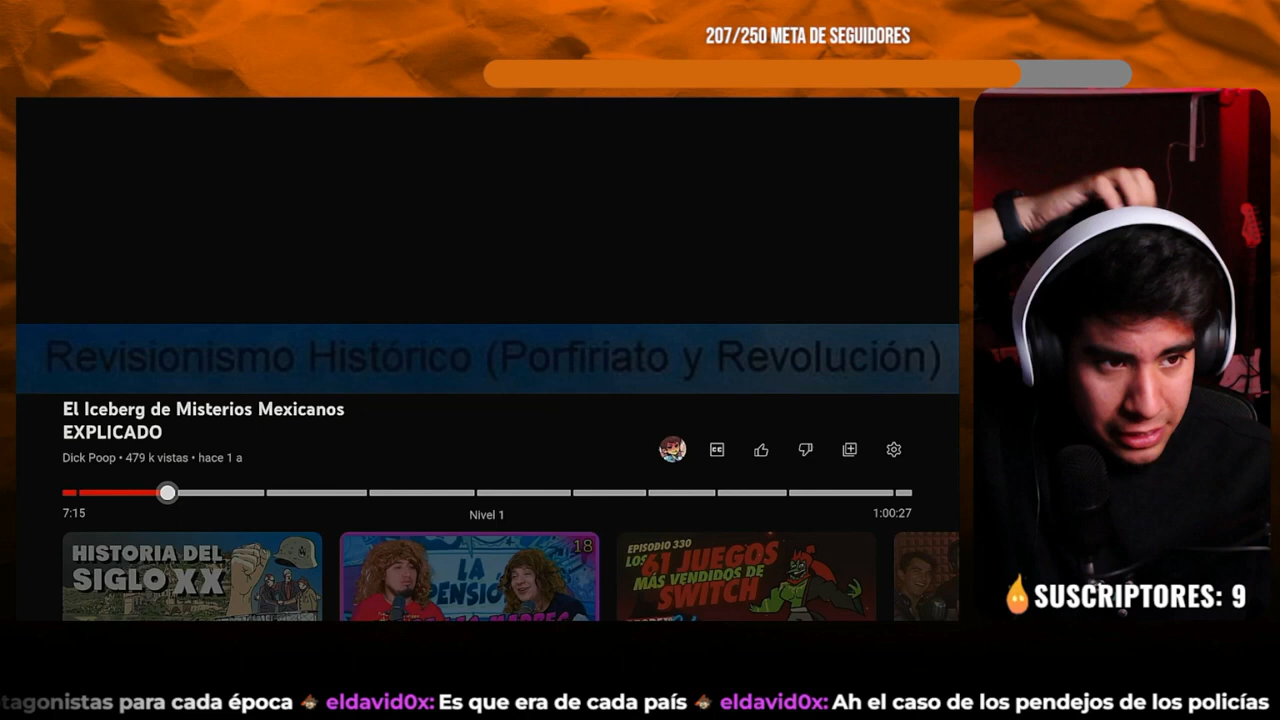 207/250 META DE SEGUIDORES
Revisionismo Histórico (Porfiriato y Revolución)
El Iceberg de Misterios Mexicanos
EXPLICADO
Dick Poop • 479 k vistas • hace 1 a
CC
7:15
Nivel 1
1:00:27
HISTORIA DEL
SIGLO XX
LA
PENSIO
18
EPISODIO 330
LOS 61 JUEGOS
MÁS VENDIDOS DE
SWITCH
SUSCRIPTORES: 9
tagonistas para cada época eldavid0x: Es que era de cada país eldavid0x: Ah el caso de los pendejos de los policías